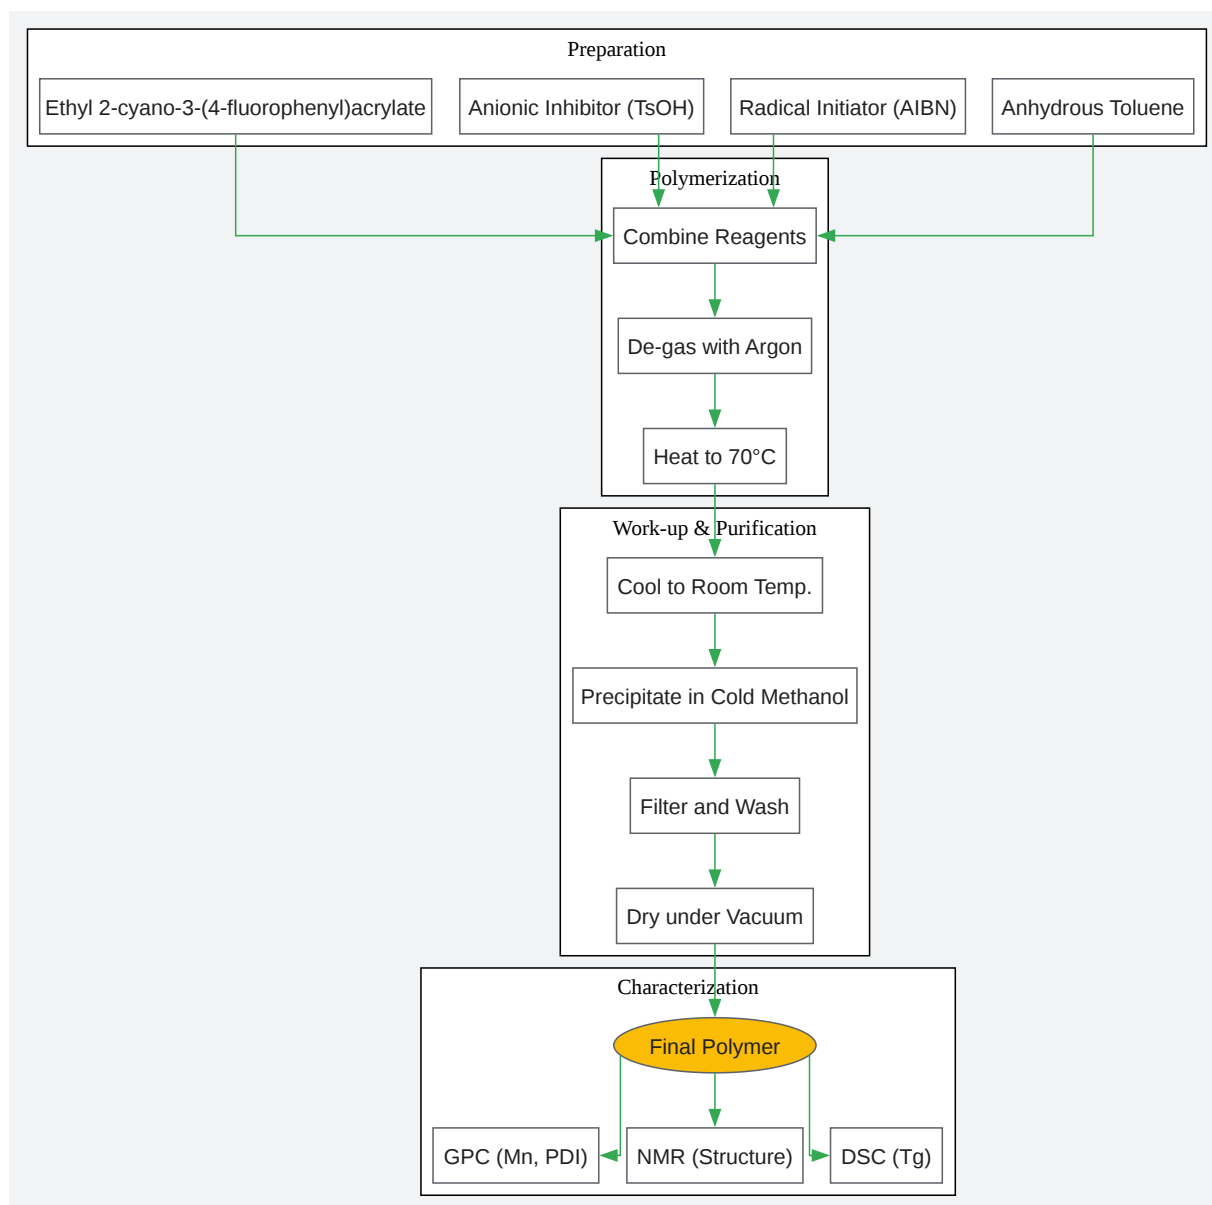 Preparation
Ethyl 2-cyano-3-(4-fluorophenyl)acrylate
Anionic Inhibitor (TsOH)
Radical Initiator (AIBN)
Anhydrous Toluene
Polymerization
Combine Reagents
De-gas with Argon
Heat to 70°C
Work-up & Purification
Cool to Room Temp.
Precipitate in Cold Methanol
Filter and Wash
Dry under Vacuum
Characterization
Final Polymer
GPC (Mn, PDI)
NMR (Structure)
DSC (Tg)